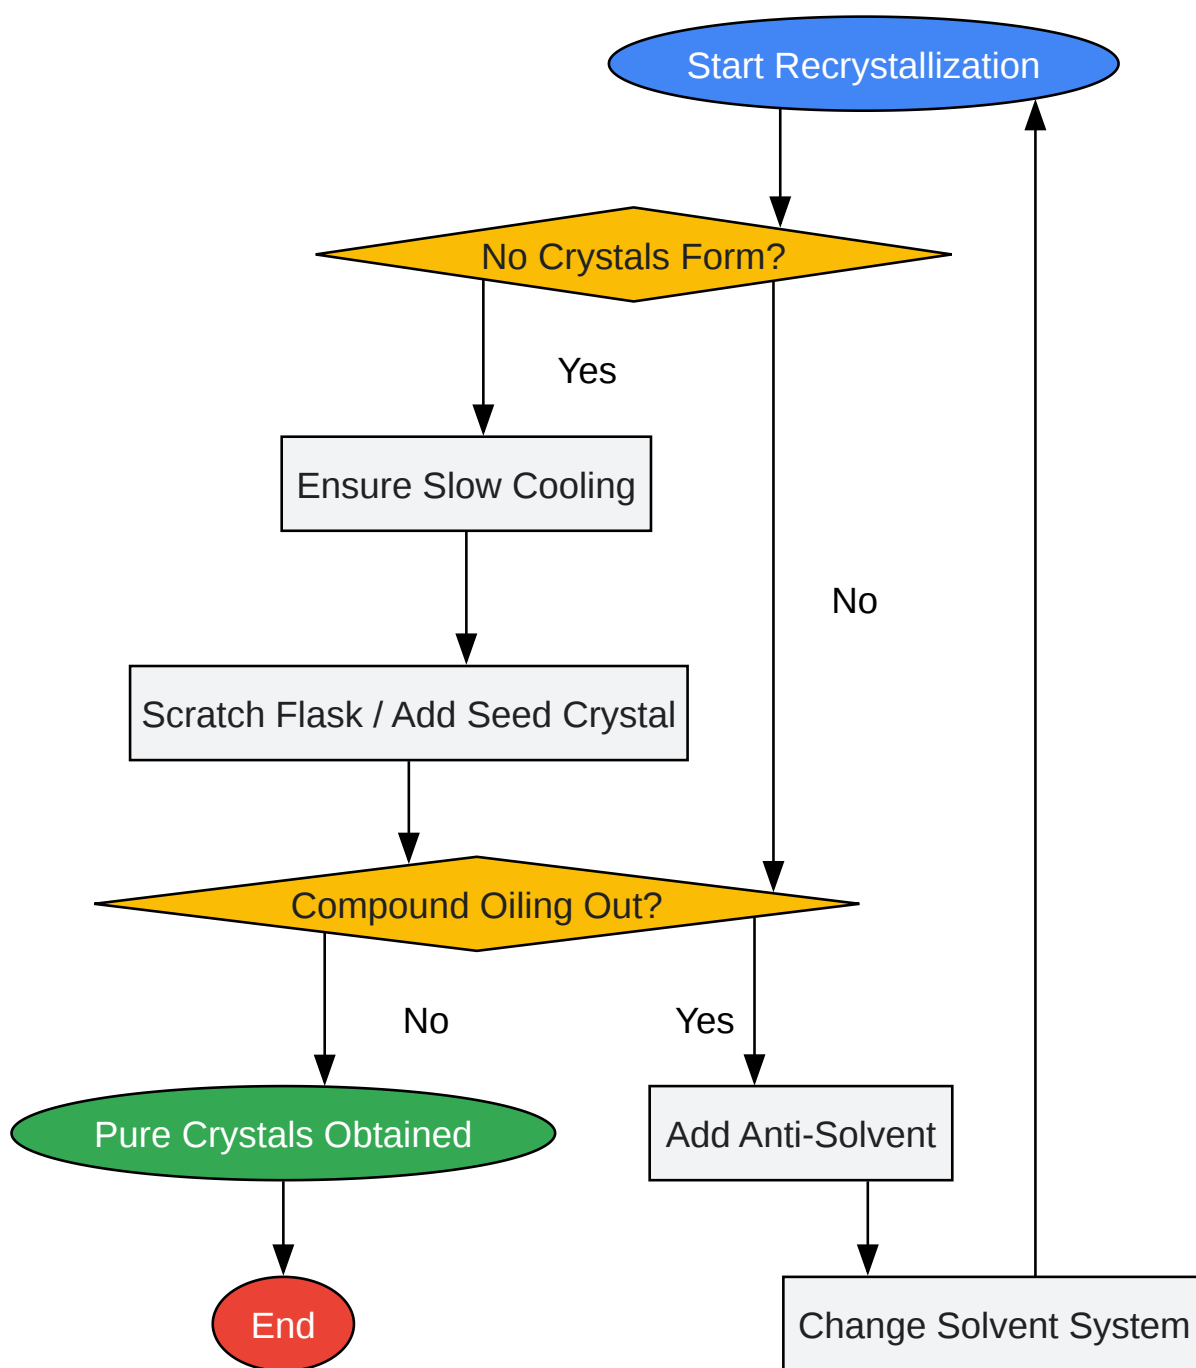 Start Recrystallization
No Crystals Form?
Yes
Ensure Slow Cooling
No
Scratch Flask / Add Seed Crystal
Compound Oiling Out?
No
Yes
Pure Crystals Obtained
Add Anti-Solvent
End
Change Solvent System